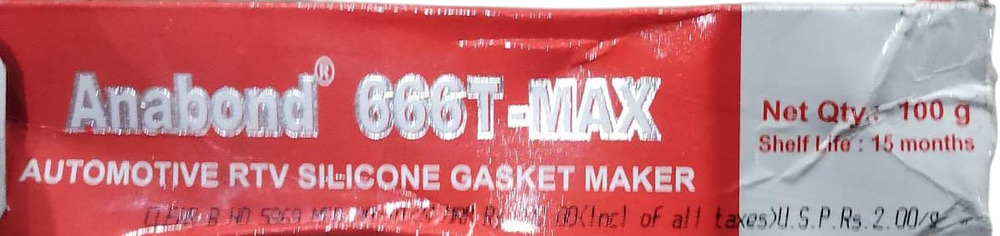 Anabond® 666T-MAX
Net Qty.: 100 g
Shelf Life : 15 months
AUTOMOTIVE RTV SILICONE GASKET MAKER
(Incl of all taxes)U.S.P.Rs.2.00/g